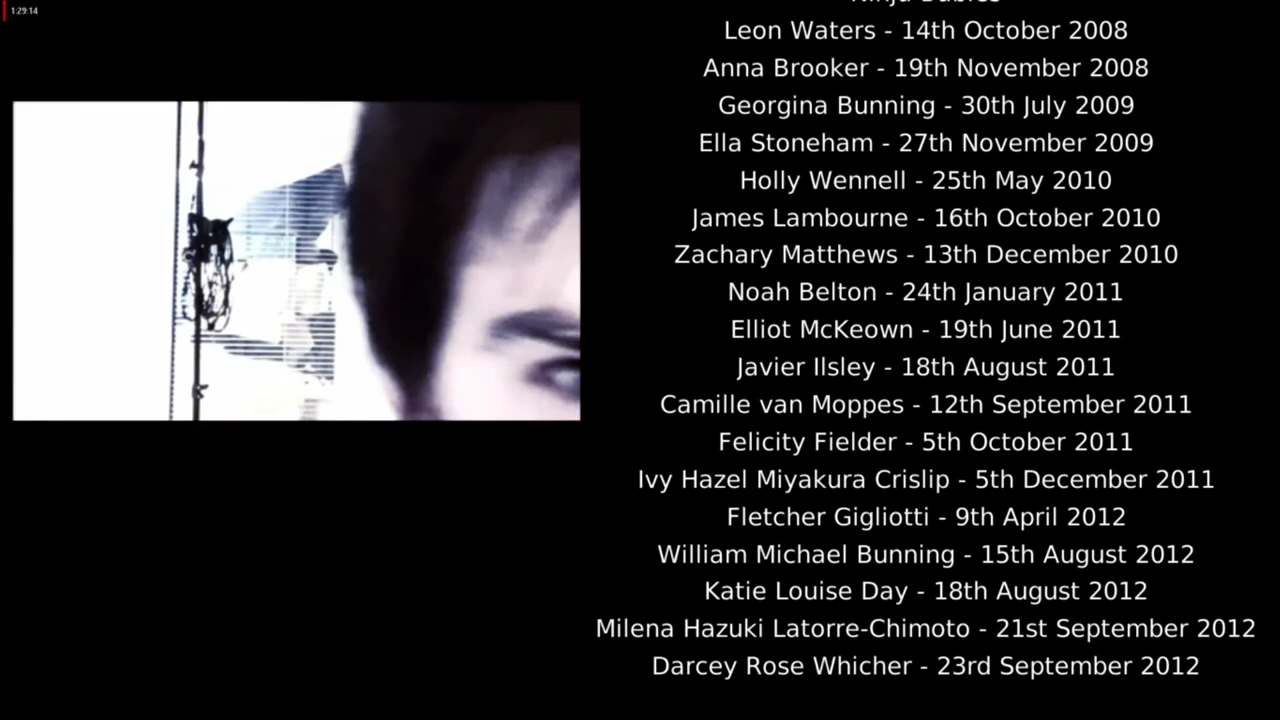 1:29:14
Ninja Babies
Leon Waters - 14th October 2008
Anna Brooker - 19th November 2008
Georgina Bunning - 30th July 2009
Ella Stoneham - 27th November 2009
Holly Wennell - 25th May 2010
James Lambourne - 16th October 2010
Zachary Matthews - 13th December 2010
Noah Belton - 24th January 2011
Elliot McKeown - 19th June 2011
Javier Ilsley - 18th August 2011
Camille van Moppes - 12th September 2011
Felicity Fielder - 5th October 2011
Ivy Hazel Miyakura Crislip - 5th December 2011
Fletcher Gigliotti - 9th April 2012
William Michael Bunning - 15th August 2012
Katie Louise Day - 18th August 2012
Milena Hazuki Latorre-Chimoto - 21st September 2012
Darcey Rose Whicher - 23rd September 2012